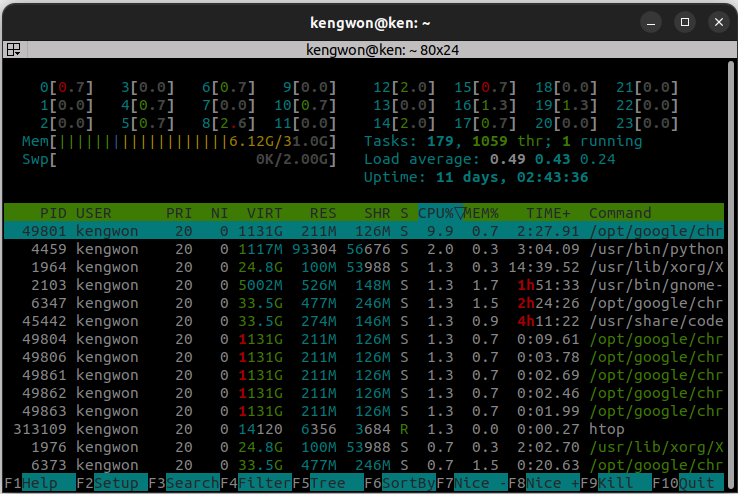 kengwon@ken: ~
kengwon@ken: ~ 80x24
0[0.7] 3[0.0] 6[0.7] 9[0.0] 12[2.0] 15[0.7] 18[0.0] 21[0.0]
1[0.0] 4[0.7] 7[0.0] 10[0.7] 13[0.0] 16[1.3] 19[1.3] 22[0.0]
2[0.0] 5[0.7] 8[2.6] 11[0.0] 14[2.0] 17[0.7] 20[0.0] 23[0.0]
Mem[||||||||||||||||||||6.12G/31.0G] Tasks: 179, 1059 thr; 1 running
Swp[ 0K/2.00G] Load average: 0.49 0.43 0.24
Uptime: 11 days, 02:43:36
PID USER PRI NI VIRT RES SHR S CPU%▽MEM% TIME+ Command
49801 kengwon 20 0 1131G 211M 126M S 9.9 0.7 2:27.91 /opt/google/chr
4459 kengwon 20 0 1117M 93304 56676 S 2.0 0.3 3:04.09 /usr/bin/python
1964 kengwon 20 0 24.8G 100M 53988 S 1.3 0.3 14:39.52 /usr/lib/xorg/X
2103 kengwon 20 0 5002M 526M 148M S 1.3 1.7 1h51:33 /usr/bin/gnome-
6347 kengwon 20 0 33.5G 477M 246M S 1.3 1.5 2h24:26 /opt/google/chr
45442 kengwon 20 0 33.5G 274M 146M S 1.3 0.9 4h11:22 /usr/share/code
49804 kengwon 20 0 1131G 211M 126M S 1.3 0.7 0:09.61 /opt/google/chr
49806 kengwon 20 0 1131G 211M 126M S 1.3 0.7 0:03.78 /opt/google/chr
49861 kengwon 20 0 1131G 211M 126M S 1.3 0.7 0:02.69 /opt/google/chr
49862 kengwon 20 0 1131G 211M 126M S 1.3 0.7 0:02.46 /opt/google/chr
49863 kengwon 20 0 1131G 211M 126M S 1.3 0.7 0:01.99 /opt/google/chr
313109 kengwon 20 0 14120 6356 3684 R 1.3 0.0 0:00.27 htop
1976 kengwon 20 0 24.8G 100M 53988 S 0.7 0.3 2:02.70 /usr/lib/xorg/X
6373 kengwon 20 0 33.5G 477M 246M S 0.7 1.5 0:20.63 /opt/google/chr
F1Help F2Setup F3SearchF4FilterF5Tree F6SortByF7Nice -F8Nice +F9Kill F10Quit